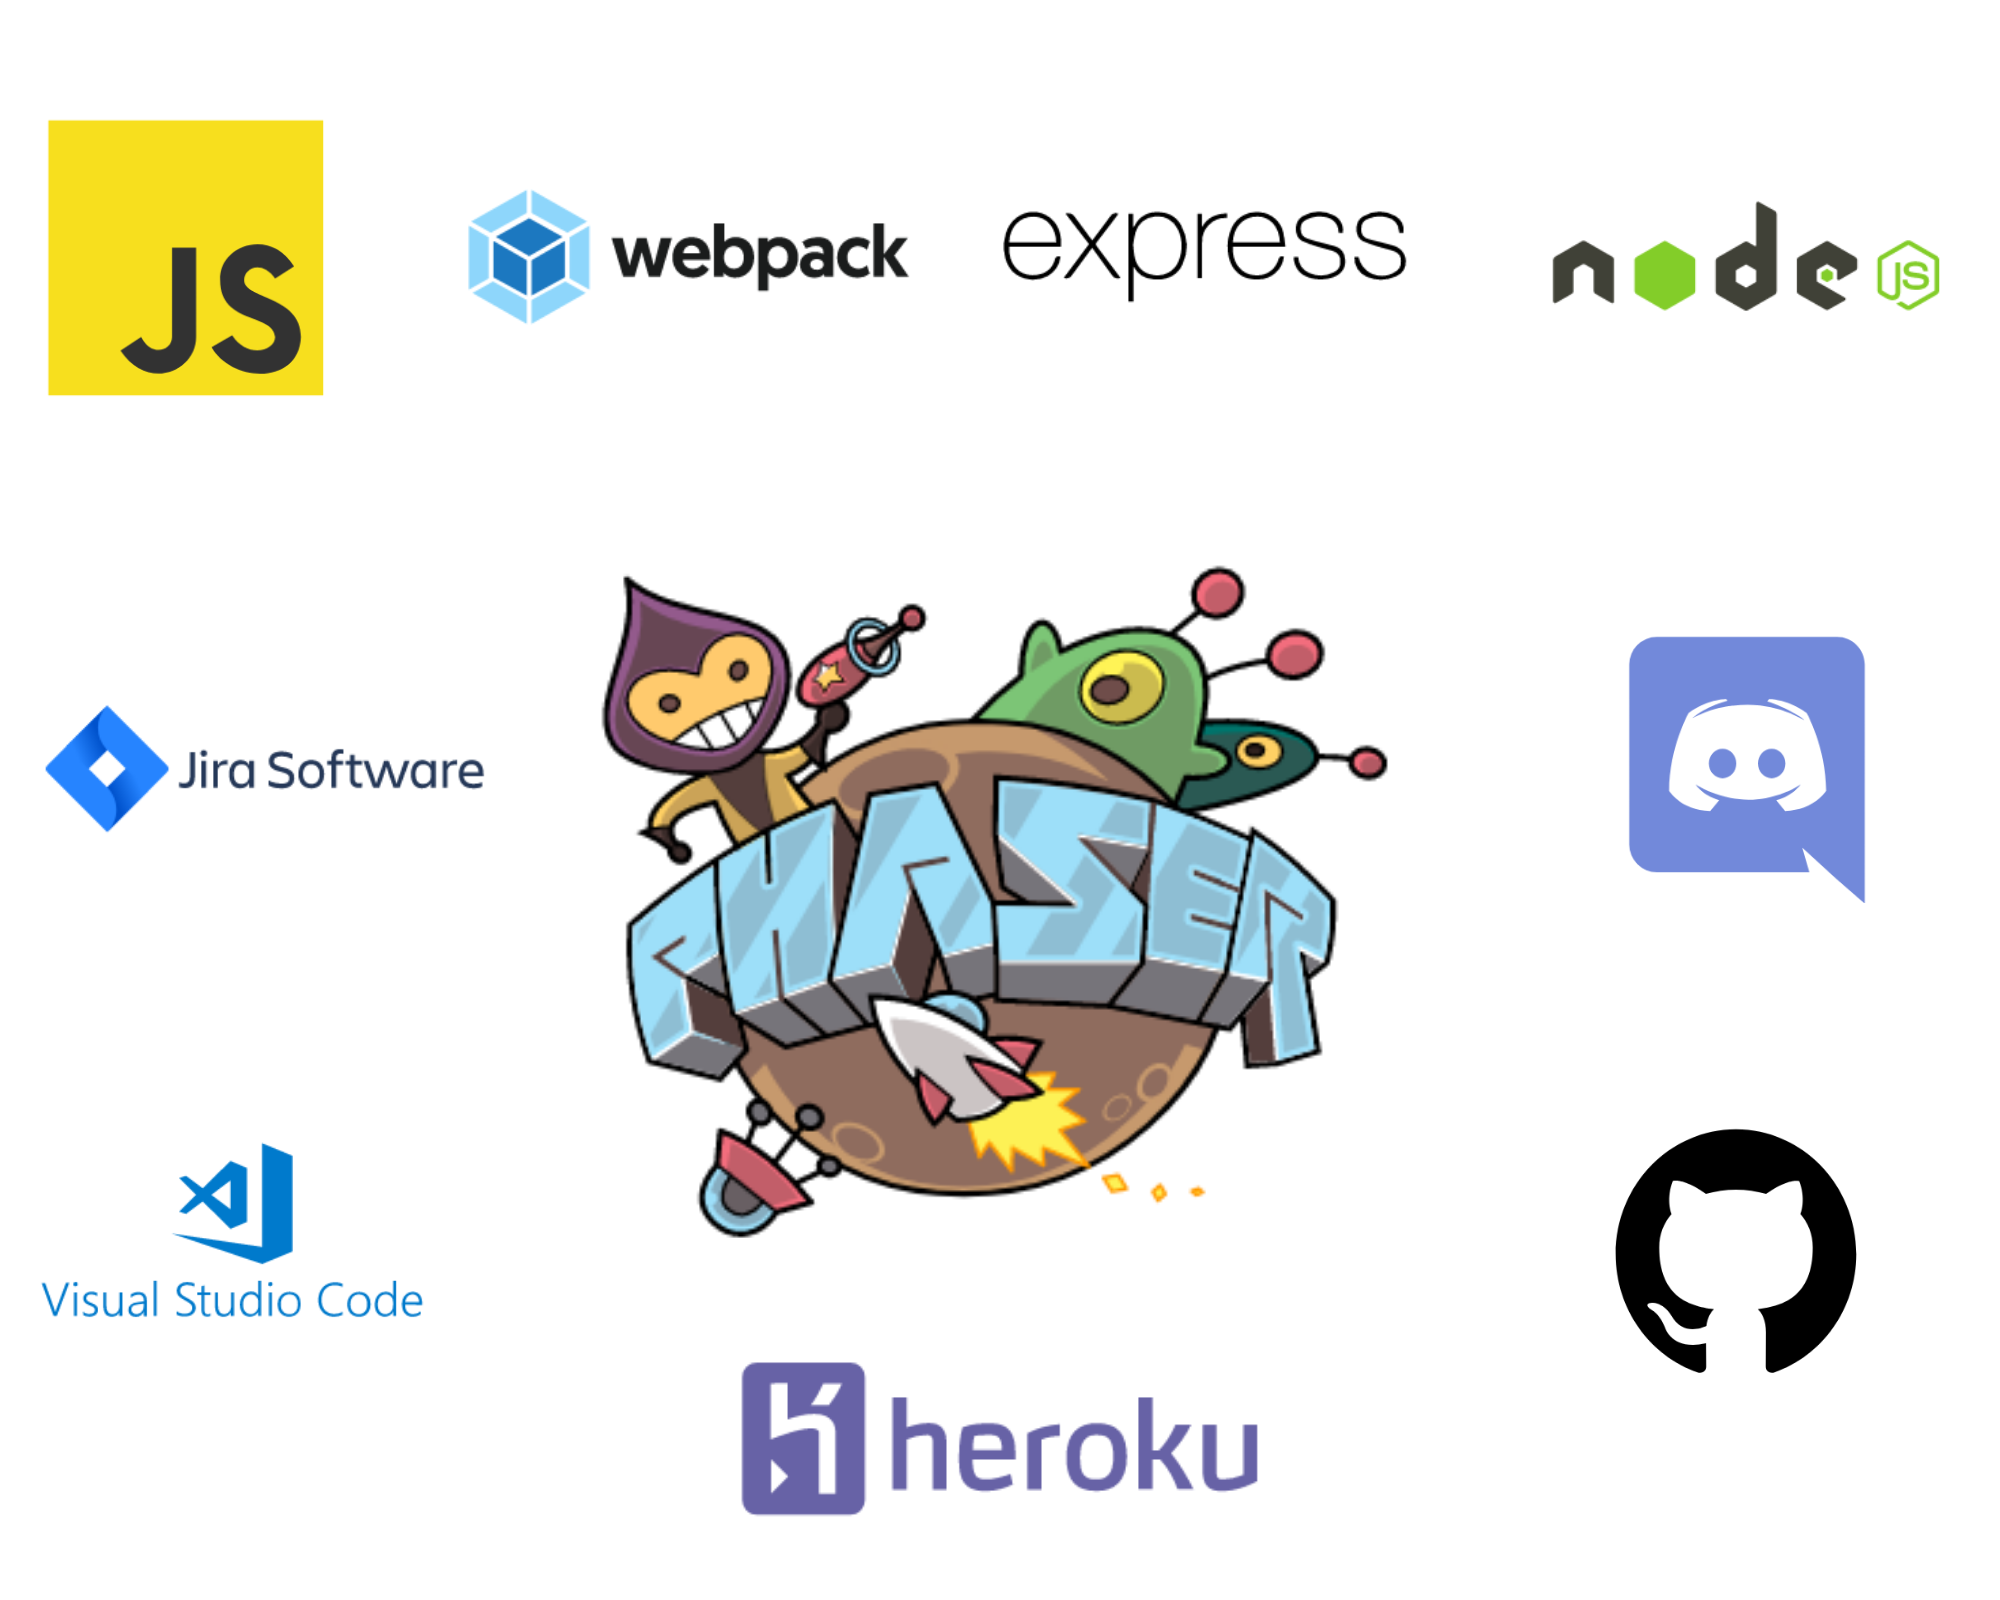 JS
webpack
express
node
JS
PHASER
Jira Software
Visual Studio Code
heroku